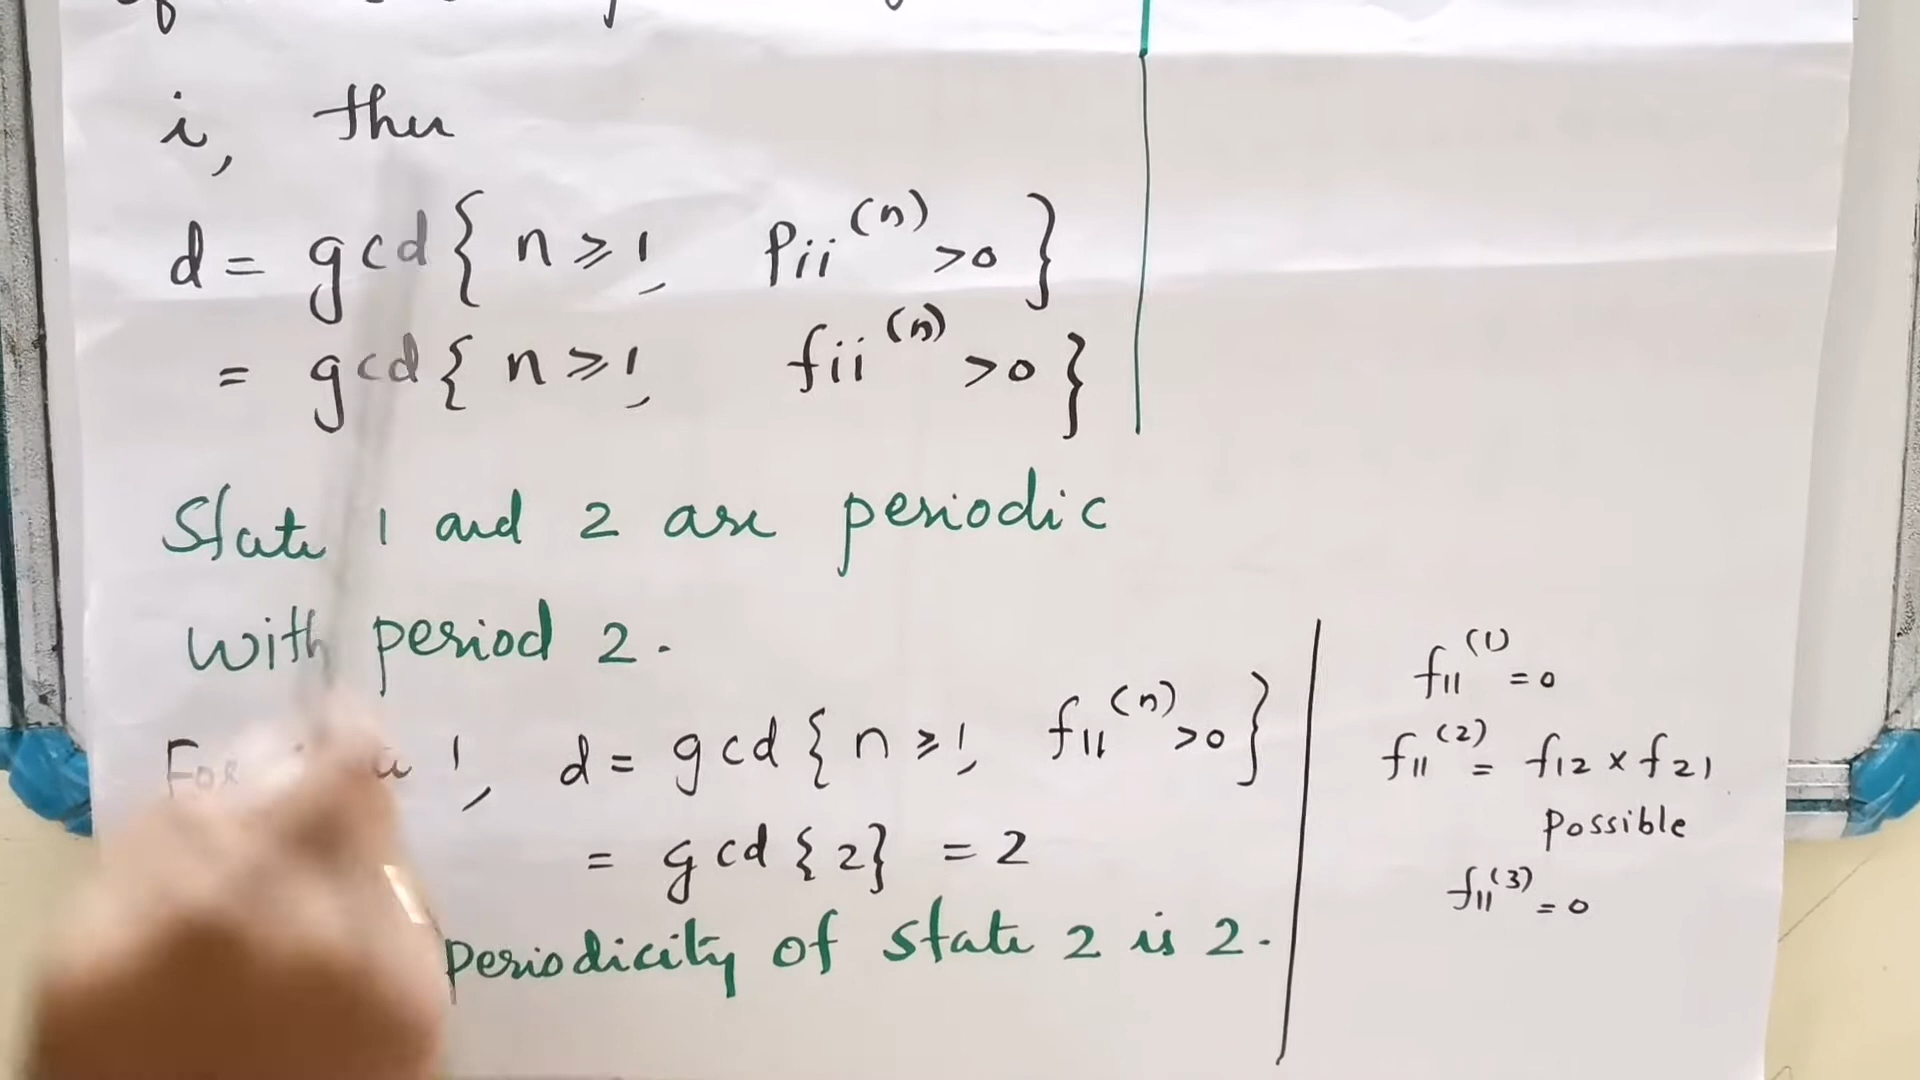 i, then
d = gcd { n ≥ 1, Pii^(n) > 0 }
= gcd { n ≥ 1, fii^(n) > 0 }
State 1 and 2 are periodic
with period 2.
For 1, d = gcd { n ≥ 1, f11^(n) > 0 }
= gcd { 2 } = 2
Periodicity of state 2 is 2.
f11^(1) = 0
f11^(2) = f12 × f21
possible
f11^(3) = 0